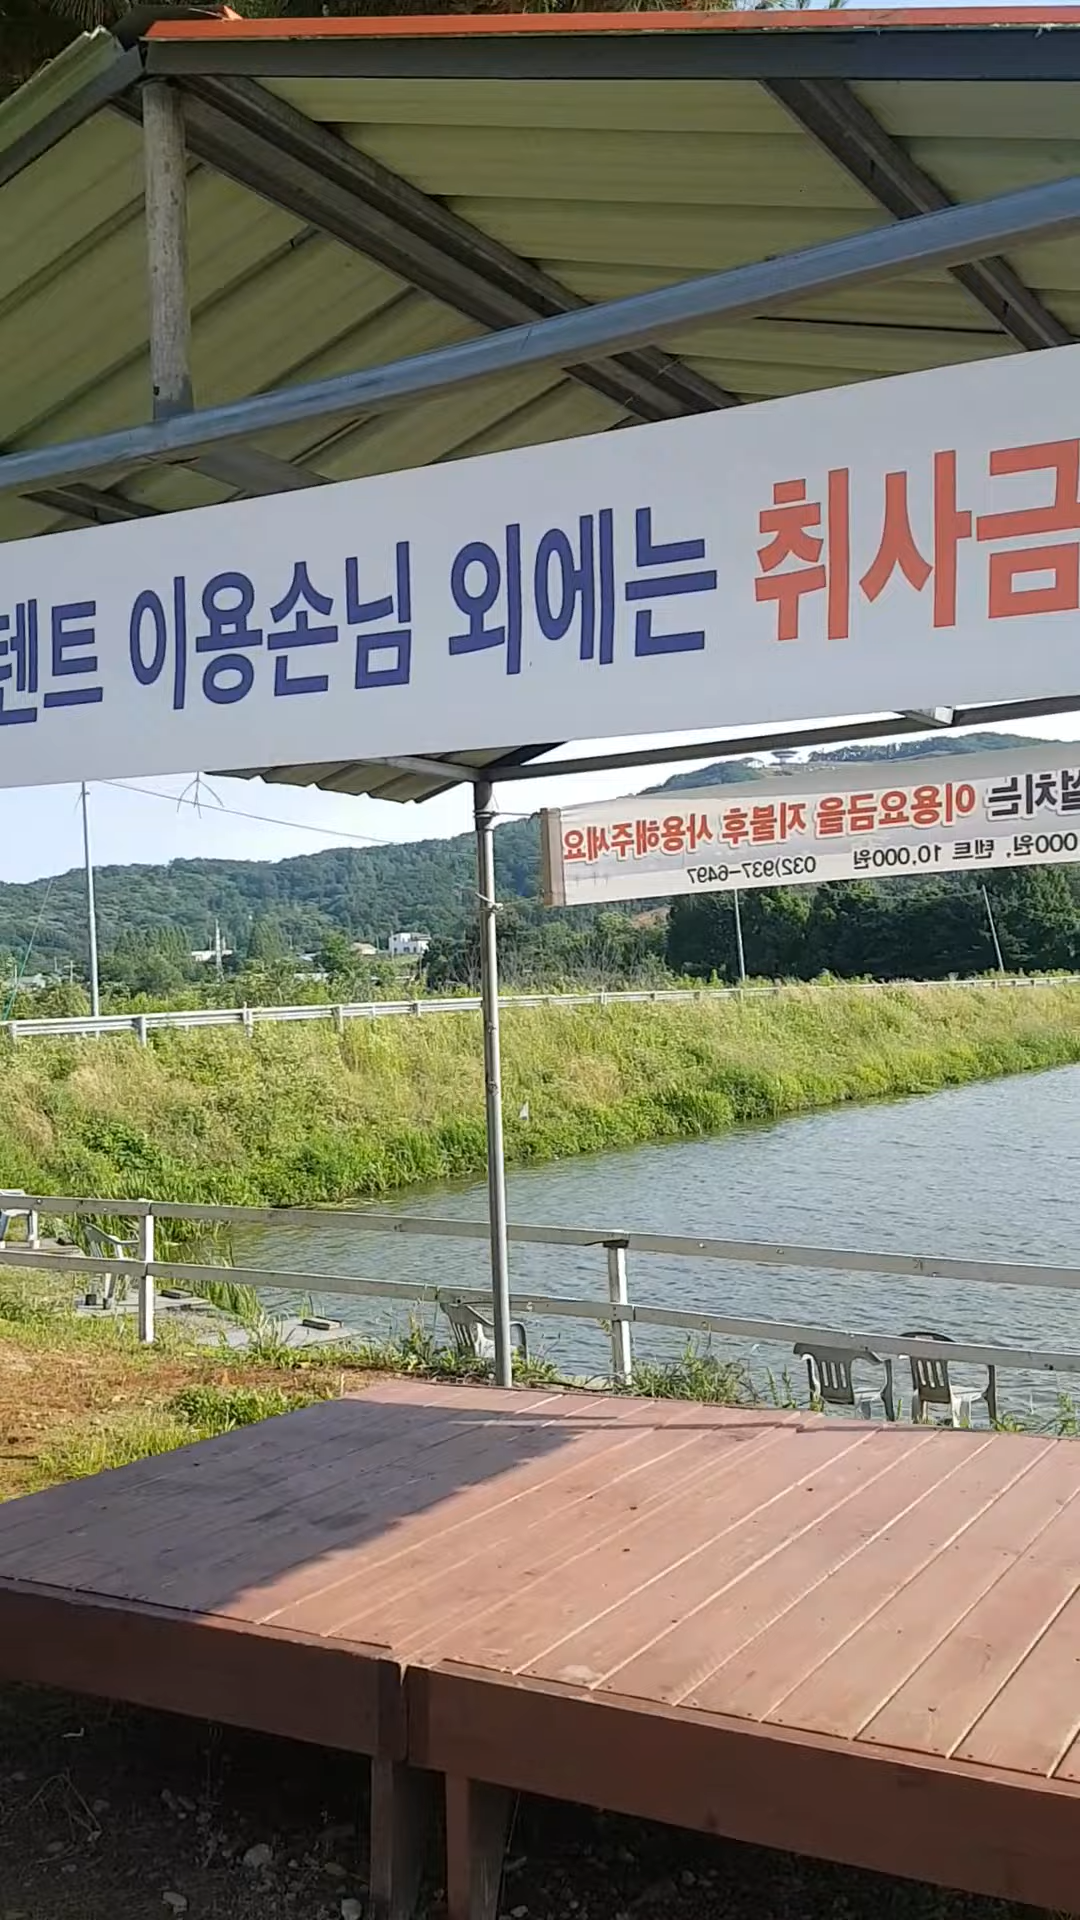 텐트 이용손님 외에는 취사금
설치는 이용요금을 지불후 사용해주세요
000원, 텐트 10,000원 032)937-6497